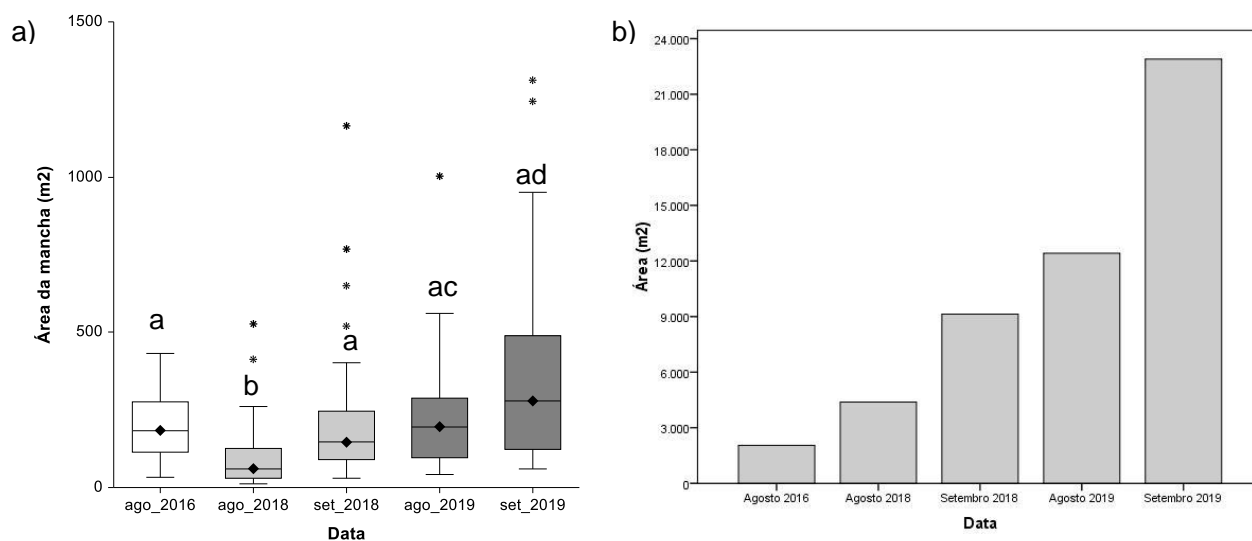 a)
Área da mancha (m2)
1500
1000
500
0
a
b
a
ac
ad
ago_2016
ago_2018
set_2018
ago_2019
set_2019
Data
b)
Área (m2)
24.000
21.000
18.000
15.000
12.000
9.000
6.000
3.000
0
Agosto 2016
Agosto 2018
Setembro 2018
Agosto 2019
Setembro 2019
Data